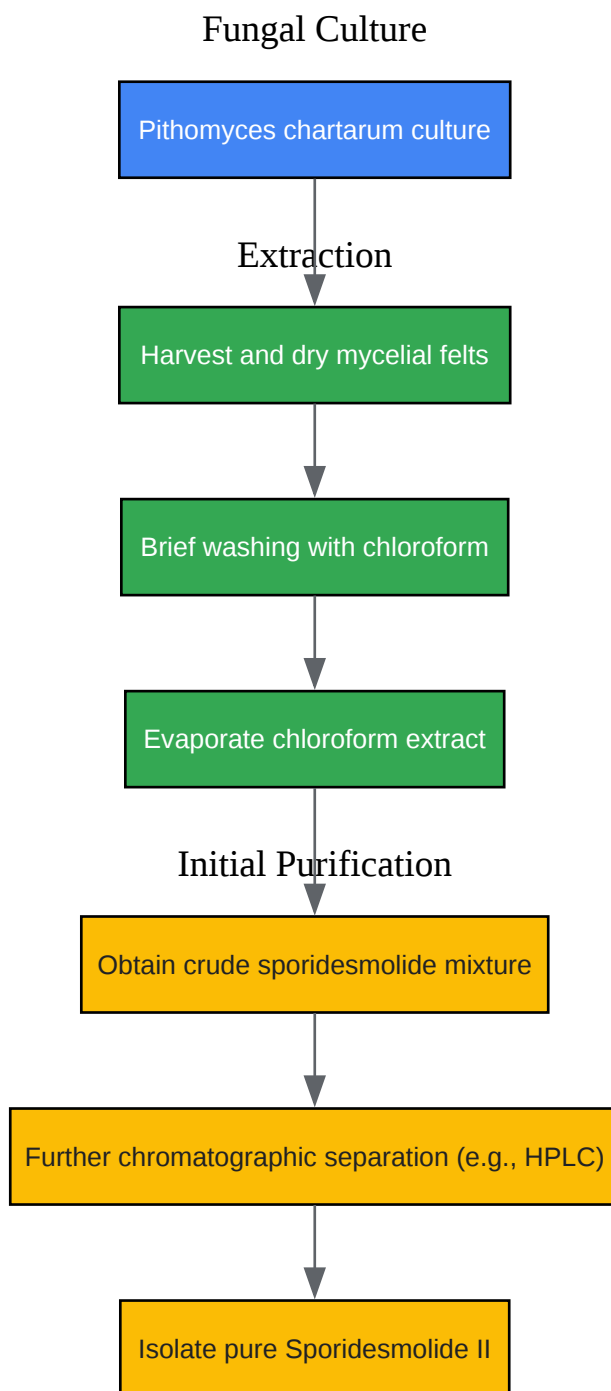 Fungal Culture
Pithomyces chartarum culture
Extraction
Harvest and dry mycelial felts
Brief washing with chloroform
Evaporate chloroform extract
Initial Purification
Obtain crude sporidesmolide mixture
Further chromatographic separation (e.g., HPLC)
Isolate pure Sporidesmolide II